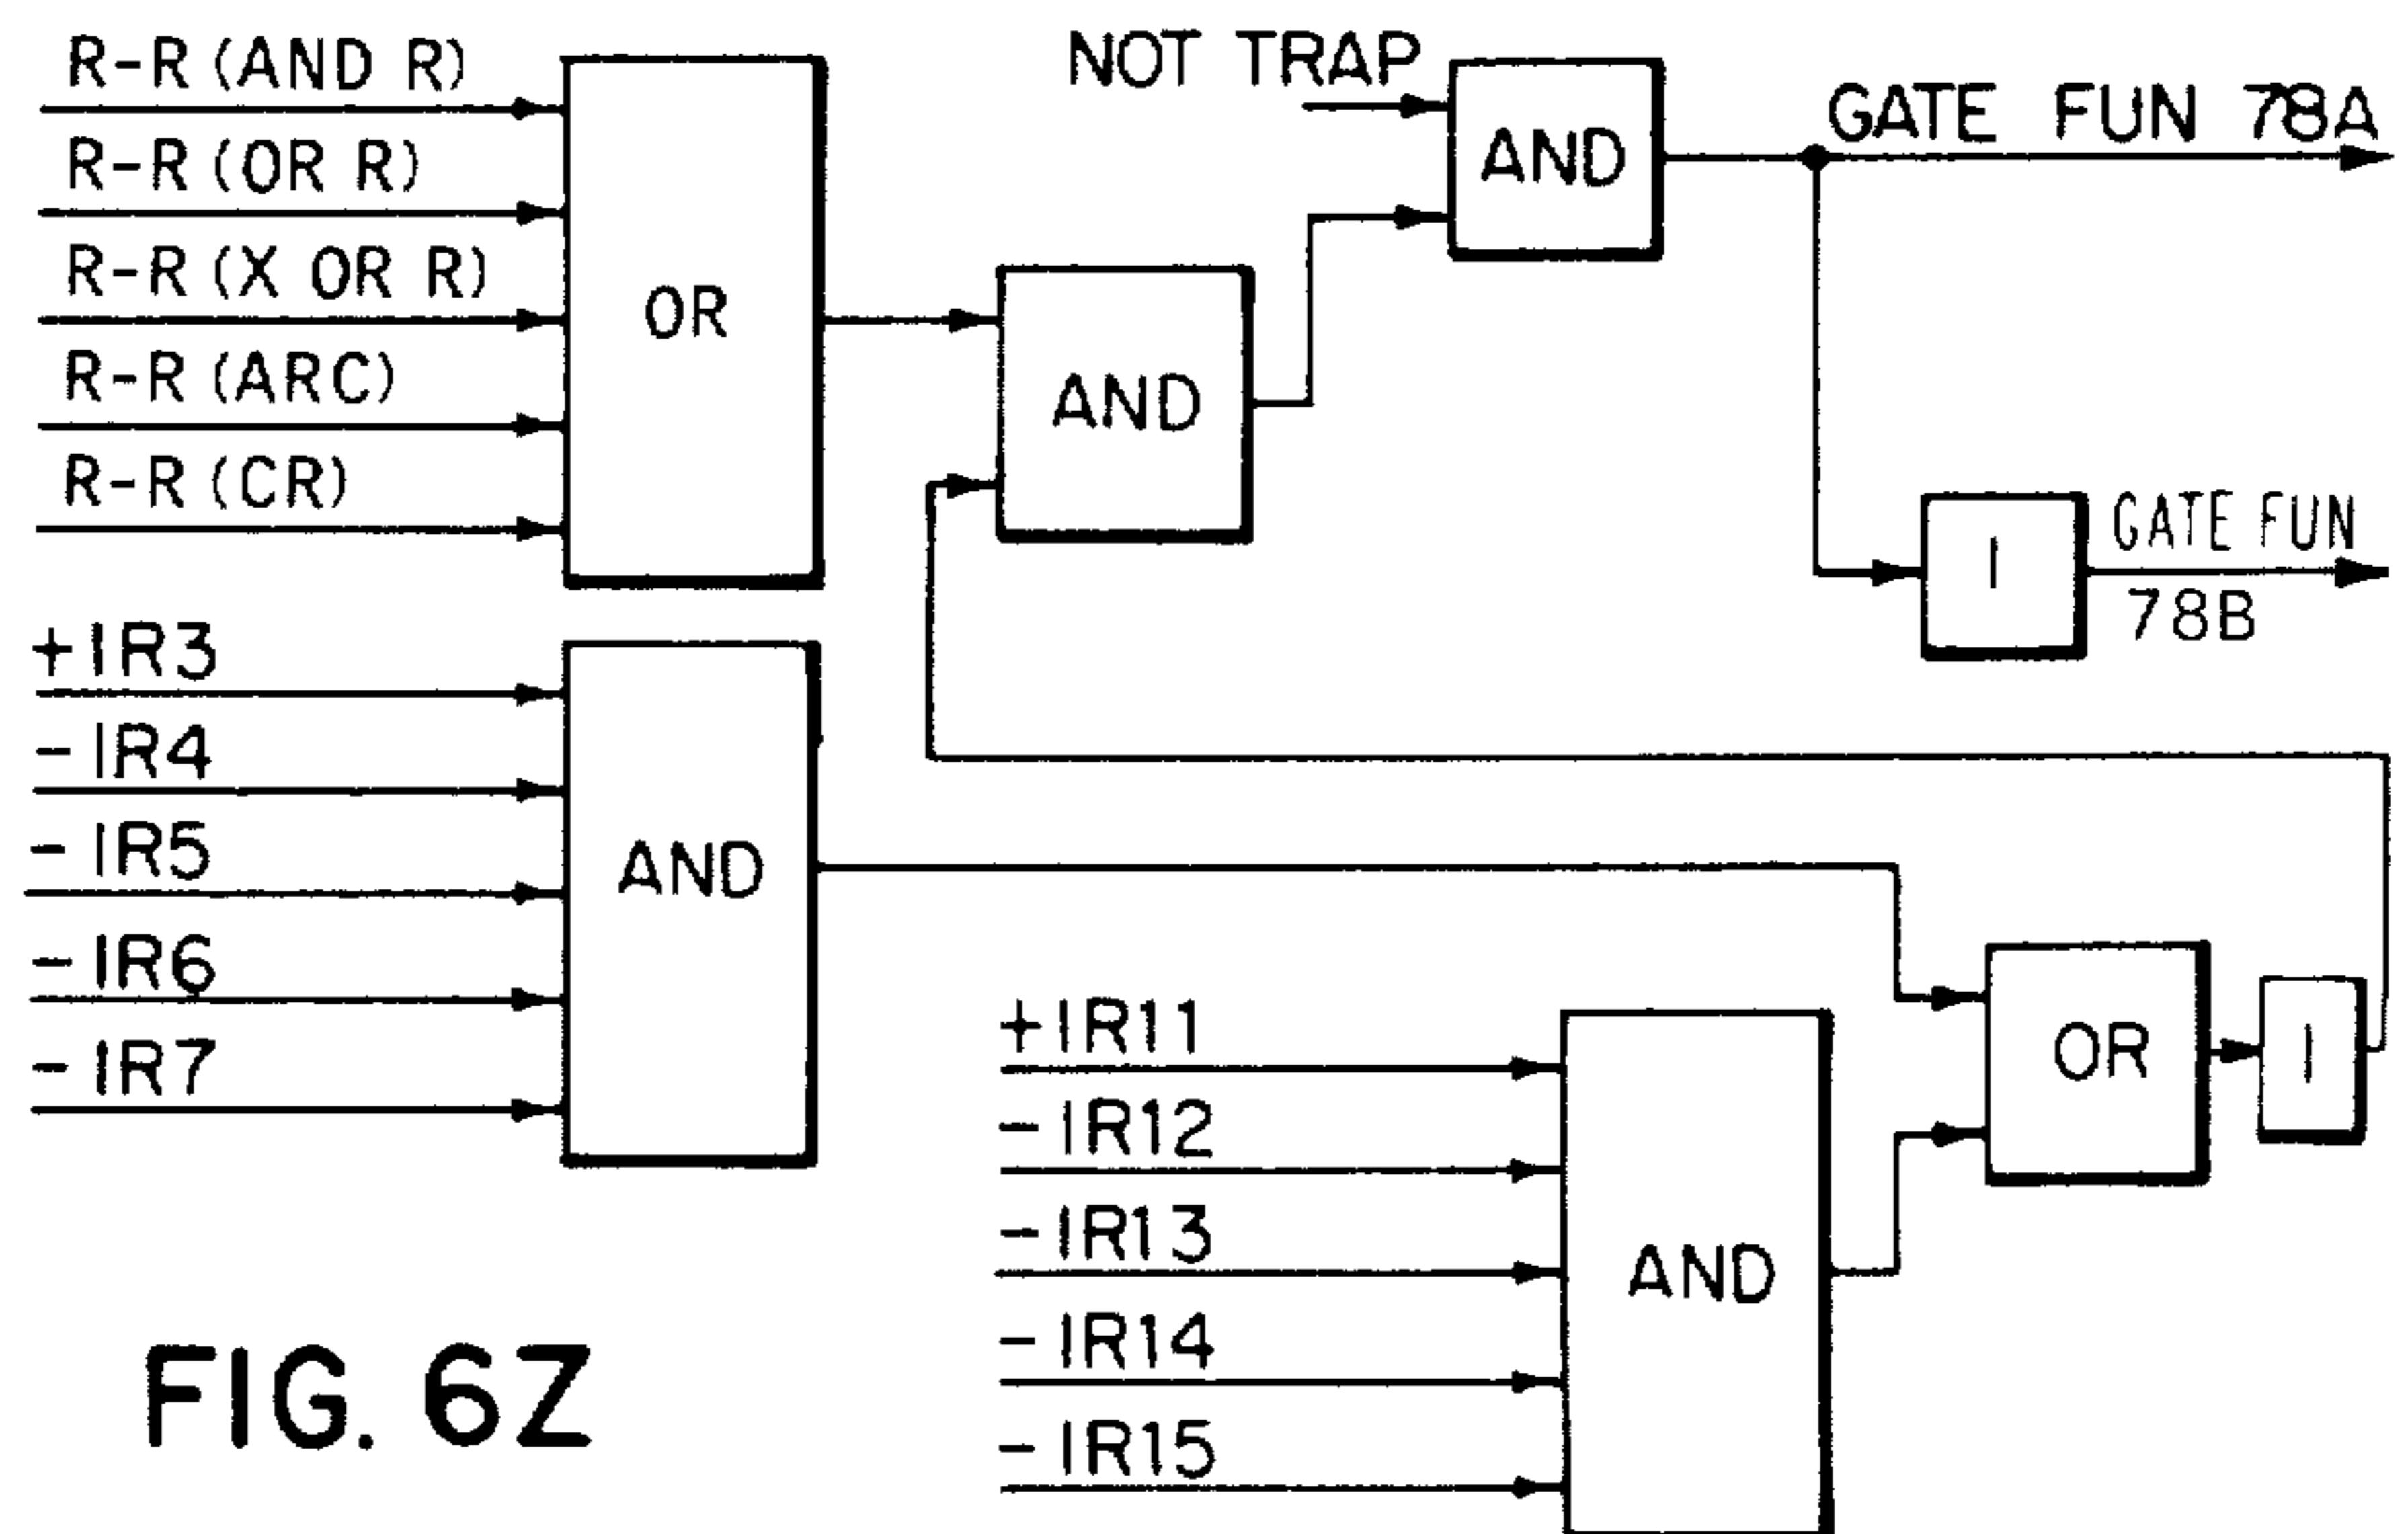 R-R (AND R)
R-R (OR R)
R-R (X OR R)
R-R (ARC)
R-R (CR)
OR
NOT TRAP
AND
GATE FUN 78A
AND
I
GATE FUN
78B
+IR3
-IR4
-IR5
-IR6
-IR7
AND
+IR11
-IR12
-IR13
-IR14
-IR15
AND
OR
I
FIG. 6Z